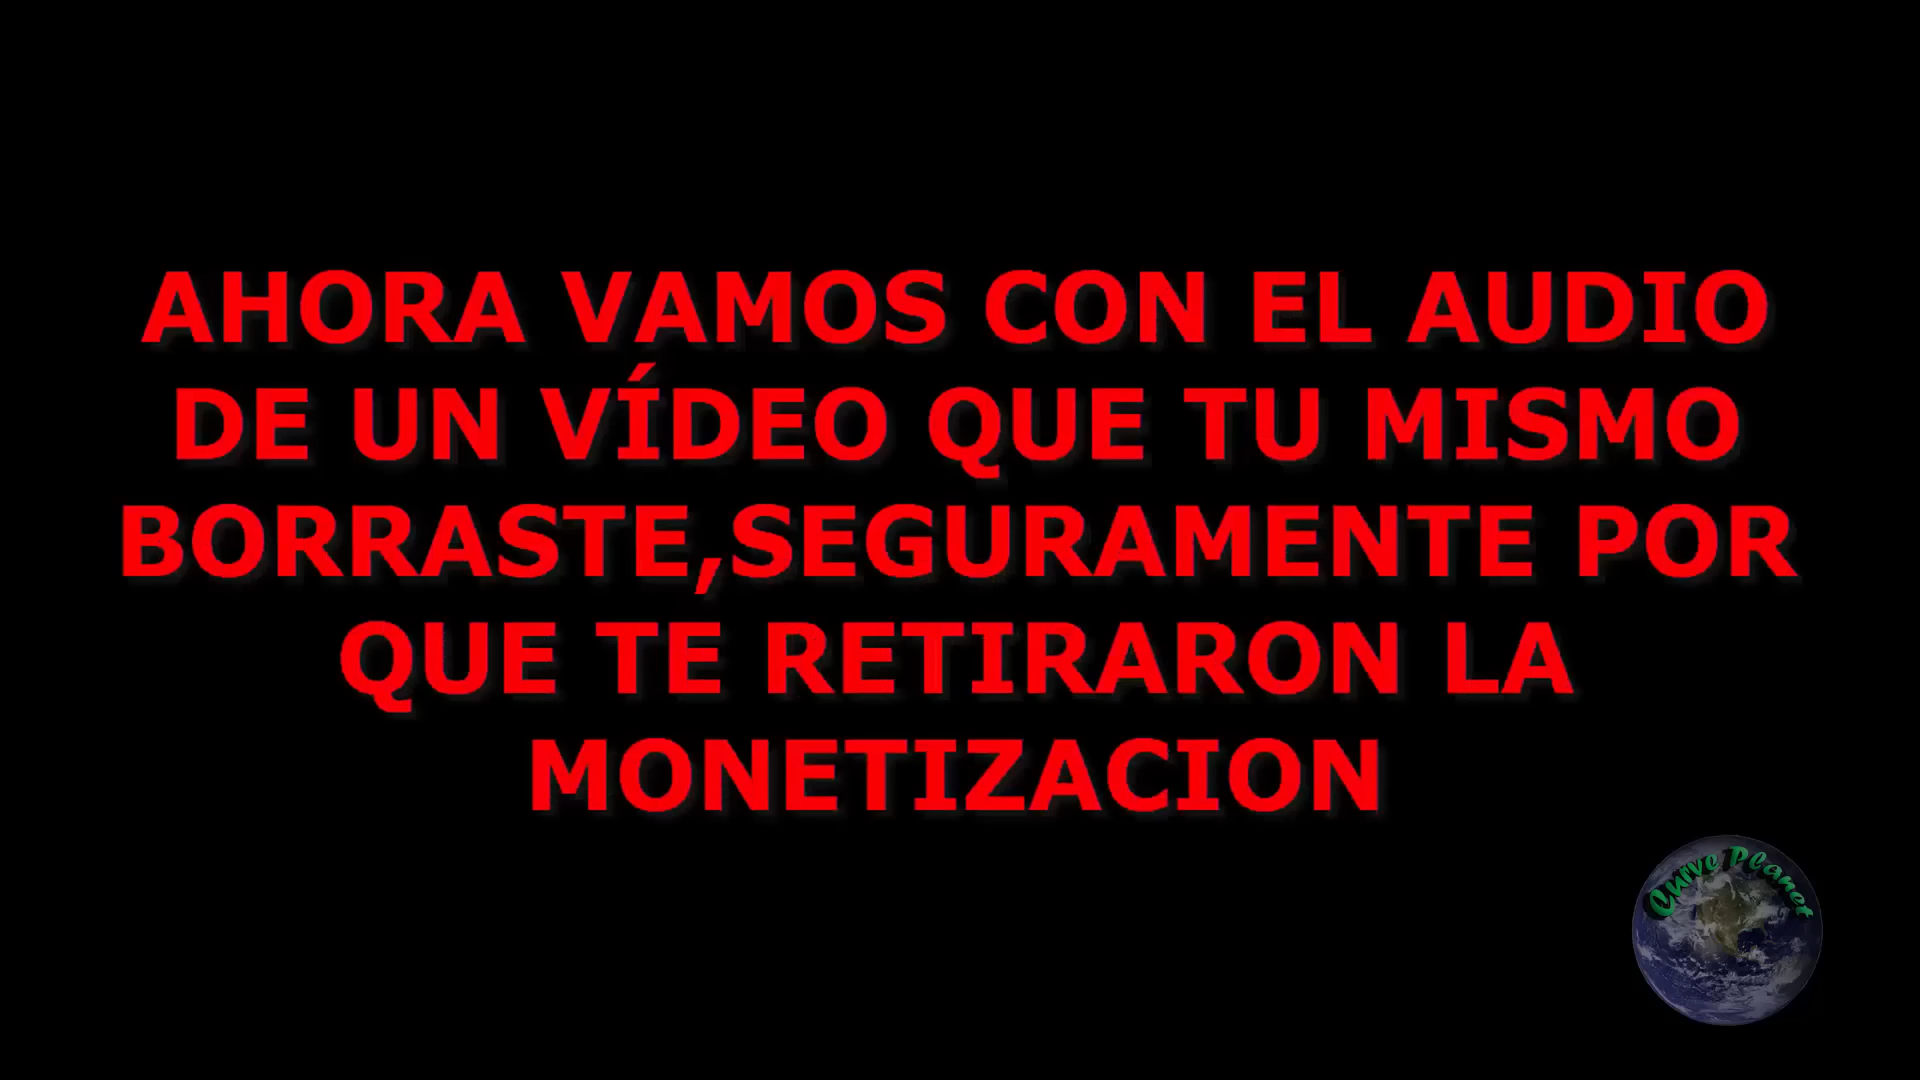 AHORA VAMOS CON EL AUDIO
DE UN VÍDEO QUE TU MISMO
BORRASTE,SEGURAMENTE POR
QUE TE RETIRARON LA
MONETIZACION
Curve Planet